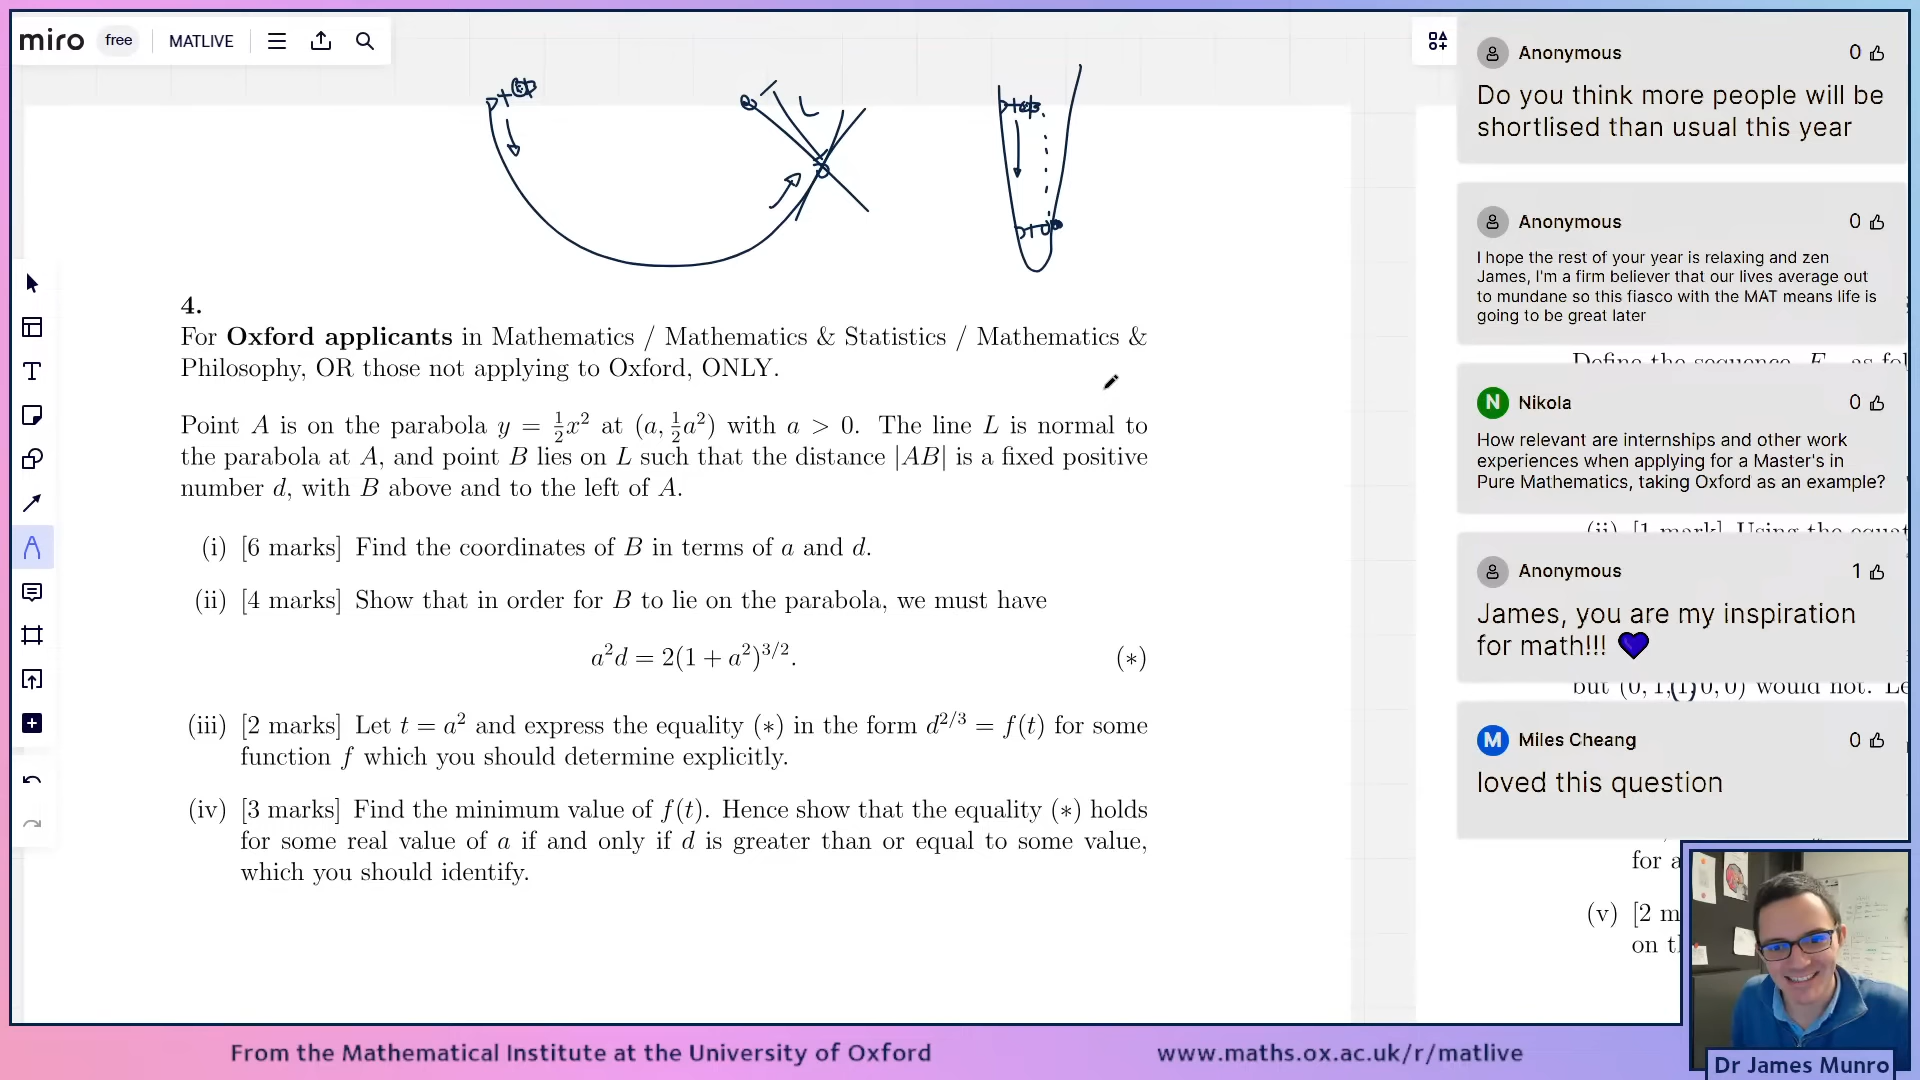 miro
free
MATLIVE
L
4.
For Oxford applicants in Mathematics / Mathematics & Statistics / Mathematics &
Philosophy, OR those not applying to Oxford, ONLY.
Point A is on the parabola y = ½x² at (a, ½a²) with a > 0. The line L is normal to
the parabola at A, and point B lies on L such that the distance |AB| is a fixed positive
number d, with B above and to the left of A.
(i) [6 marks] Find the coordinates of B in terms of a and d.
(ii) [4 marks] Show that in order for B to lie on the parabola, we must have
a²d = 2(1 + a²)^{3/2}. (∗)
(iii) [2 marks] Let t = a² and express the equality (∗) in the form d^{2/3} = f(t) for some
function f which you should determine explicitly.
(iv) [3 marks] Find the minimum value of f(t). Hence show that the equality (∗) holds
for some real value of a if and only if d is greater than or equal to some value,
which you should identify.
Anonymous 0
Do you think more people will be
shortlised than usual this year
Anonymous 0
I hope the rest of your year is relaxing and zen
James, I'm a firm believer that our lives average out
to mundane so this fiasco with the MAT means life is
going to be great later
Nikola 0
N
How relevant are internships and other work
experiences when applying for a Master's in
Pure Mathematics, taking Oxford as an example?
Anonymous 1
James, you are my inspiration
for math!!! 💙
but (0, 1, 1, 0, 0) would not.
M
Miles Cheang 0
loved this question
for a
(v) [2 m
on t
From the Mathematical Institute at the University of Oxford
www.maths.ox.ac.uk/r/matlive
Dr James Munro